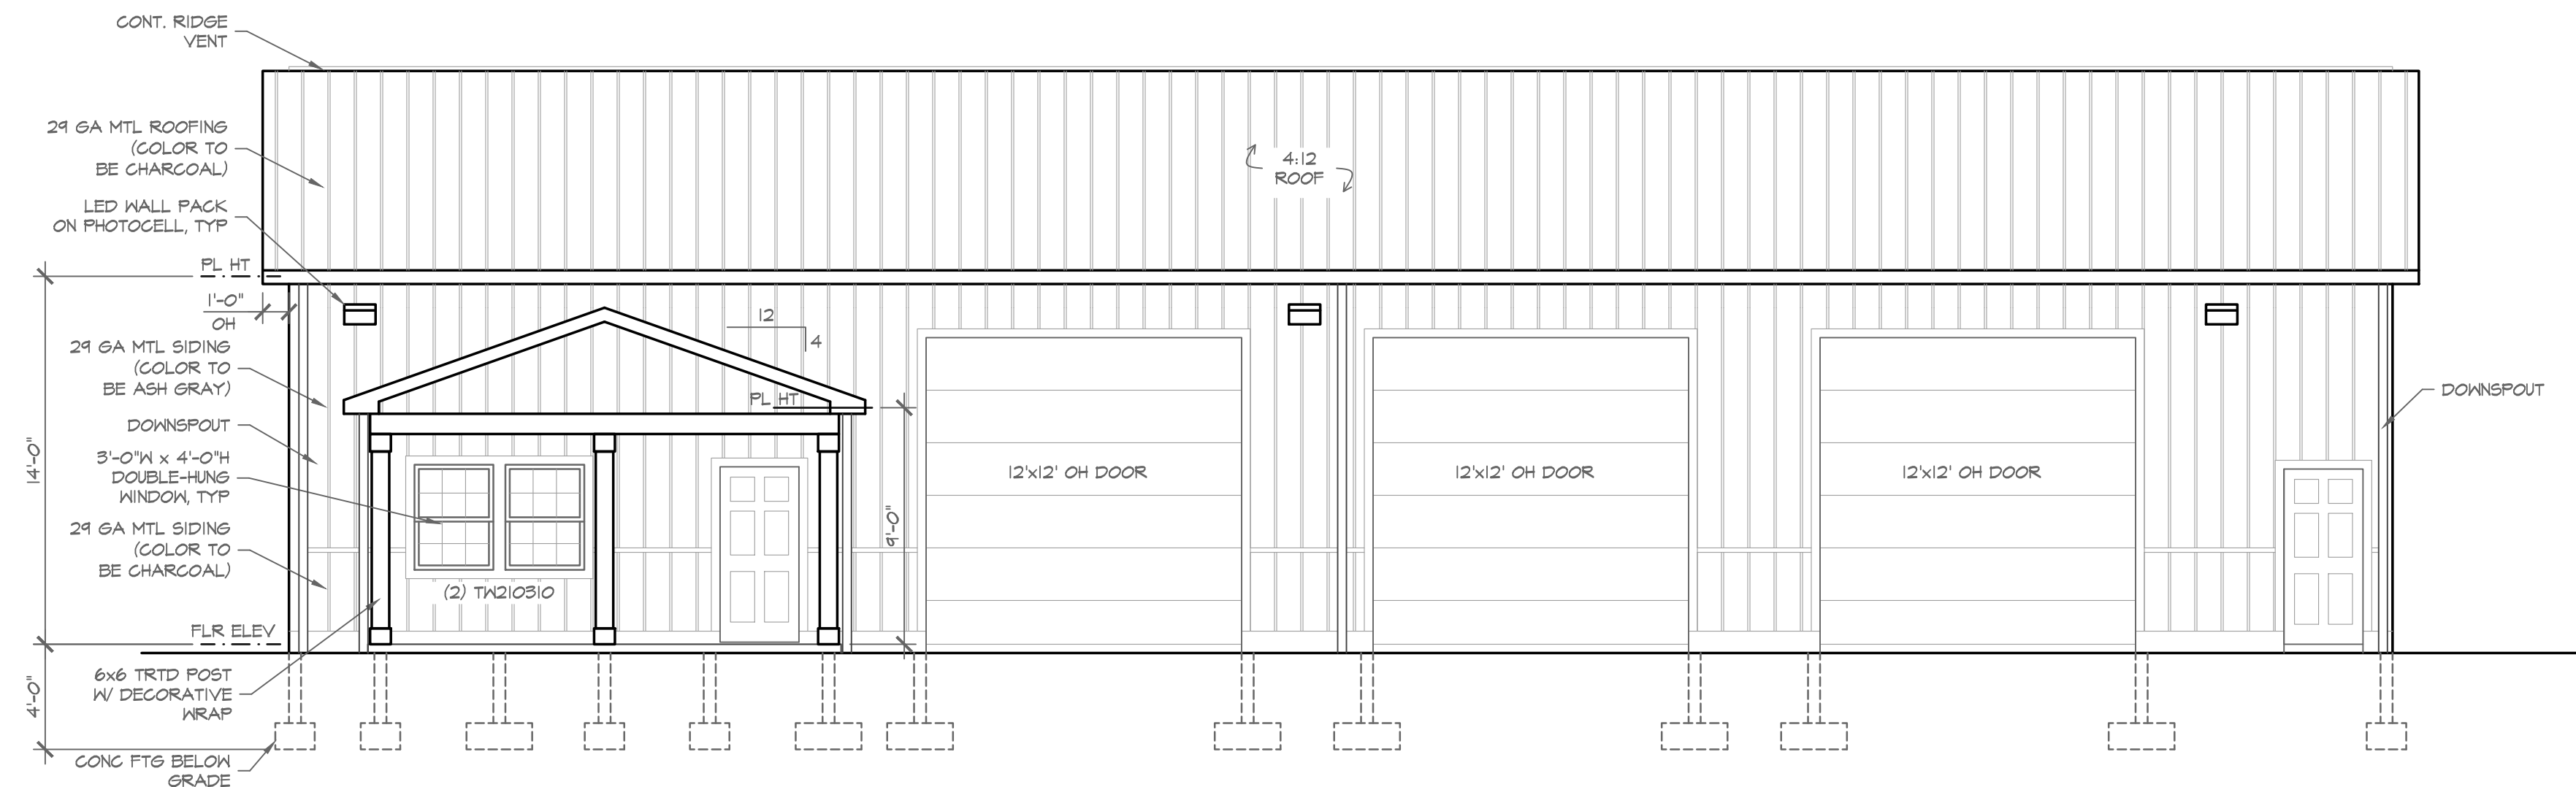 CONT. RIDGE
VENT
29 GA MTL ROOFING
(COLOR TO
BE CHARCOAL)
4:12
ROOF
LED WALL PACK
ON PHOTOCELL, TYP
PL HT
1'-0"
OH
12
4
29 GA MTL SIDING
(COLOR TO
BE ASH GRAY)
PL HT
DOWNSPOUT
DOWNSPOUT
14'-0"
3'-0"W x 4'-0"H
DOUBLE-HUNG
WINDOW, TYP
12'x12' OH DOOR
12'x12' OH DOOR
12'x12' OH DOOR
9'-0"
29 GA MTL SIDING
(COLOR TO
BE CHARCOAL)
(2) TW210310
FLR ELEV
6x6 TRTD POST
W/ DECORATIVE
WRAP
4'-0"
CONC FTG BELOW
GRADE